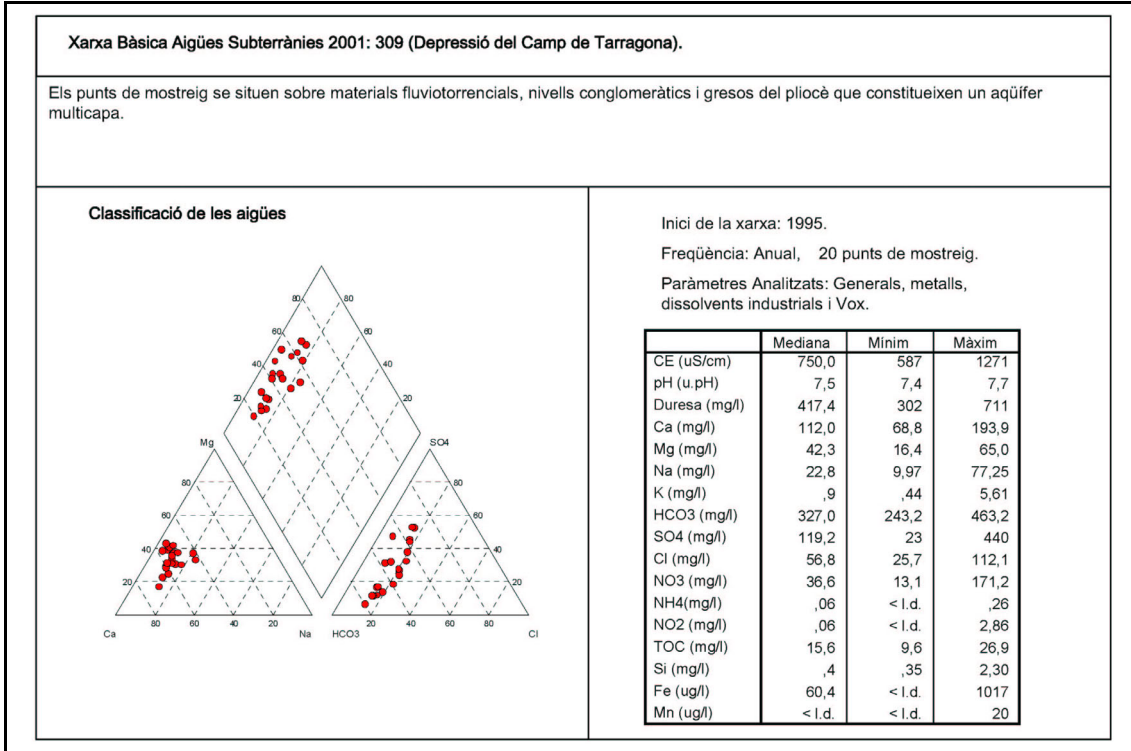 Xarxa Bàsica Aigües Subterrànies 2001: 309 (Depressió del Camp de Tarragona).
Els punts de mostreig se situen sobre materials fluviotorrencials, nivells conglomeràtics i gresos del pliocè que constitueixen un aqüífer
multicapa.
Classificació de les aigües
80 80
60 60
40 40
20 20
Mg SO4
80 80
60 60
40 40
20 20
80 60 40 20 20 40 60 80
Ca Na HCO3 Cl
Inici de la xarxa: 1995.
Freqüència: Anual, 20 punts de mostreig.
Paràmetres Analitzats: Generals, metalls,
dissolvents industrials i Vox.
Mediana Mínim Màxim
CE (uS/cm) 750,0 587 1271
pH (u.pH) 7,5 7,4 7,7
Duresa (mg/l) 417,4 302 711
Ca (mg/l) 112,0 68,8 193,9
Mg (mg/l) 42,3 16,4 65,0
Na (mg/l) 22,8 9,97 77,25
K (mg/l) ,9 ,44 5,61
HCO3 (mg/l) 327,0 243,2 463,2
SO4 (mg/l) 119,2 23 440
Cl (mg/l) 56,8 25,7 112,1
NO3 (mg/l) 36,6 13,1 171,2
NH4(mg/l) ,06 < l.d. ,26
NO2 (mg/l) ,06 < l.d. 2,86
TOC (mg/l) 15,6 9,6 26,9
Si (mg/l) ,4 ,35 2,30
Fe (ug/l) 60,4 < l.d. 1017
Mn (ug/l) < l.d. < l.d. 20